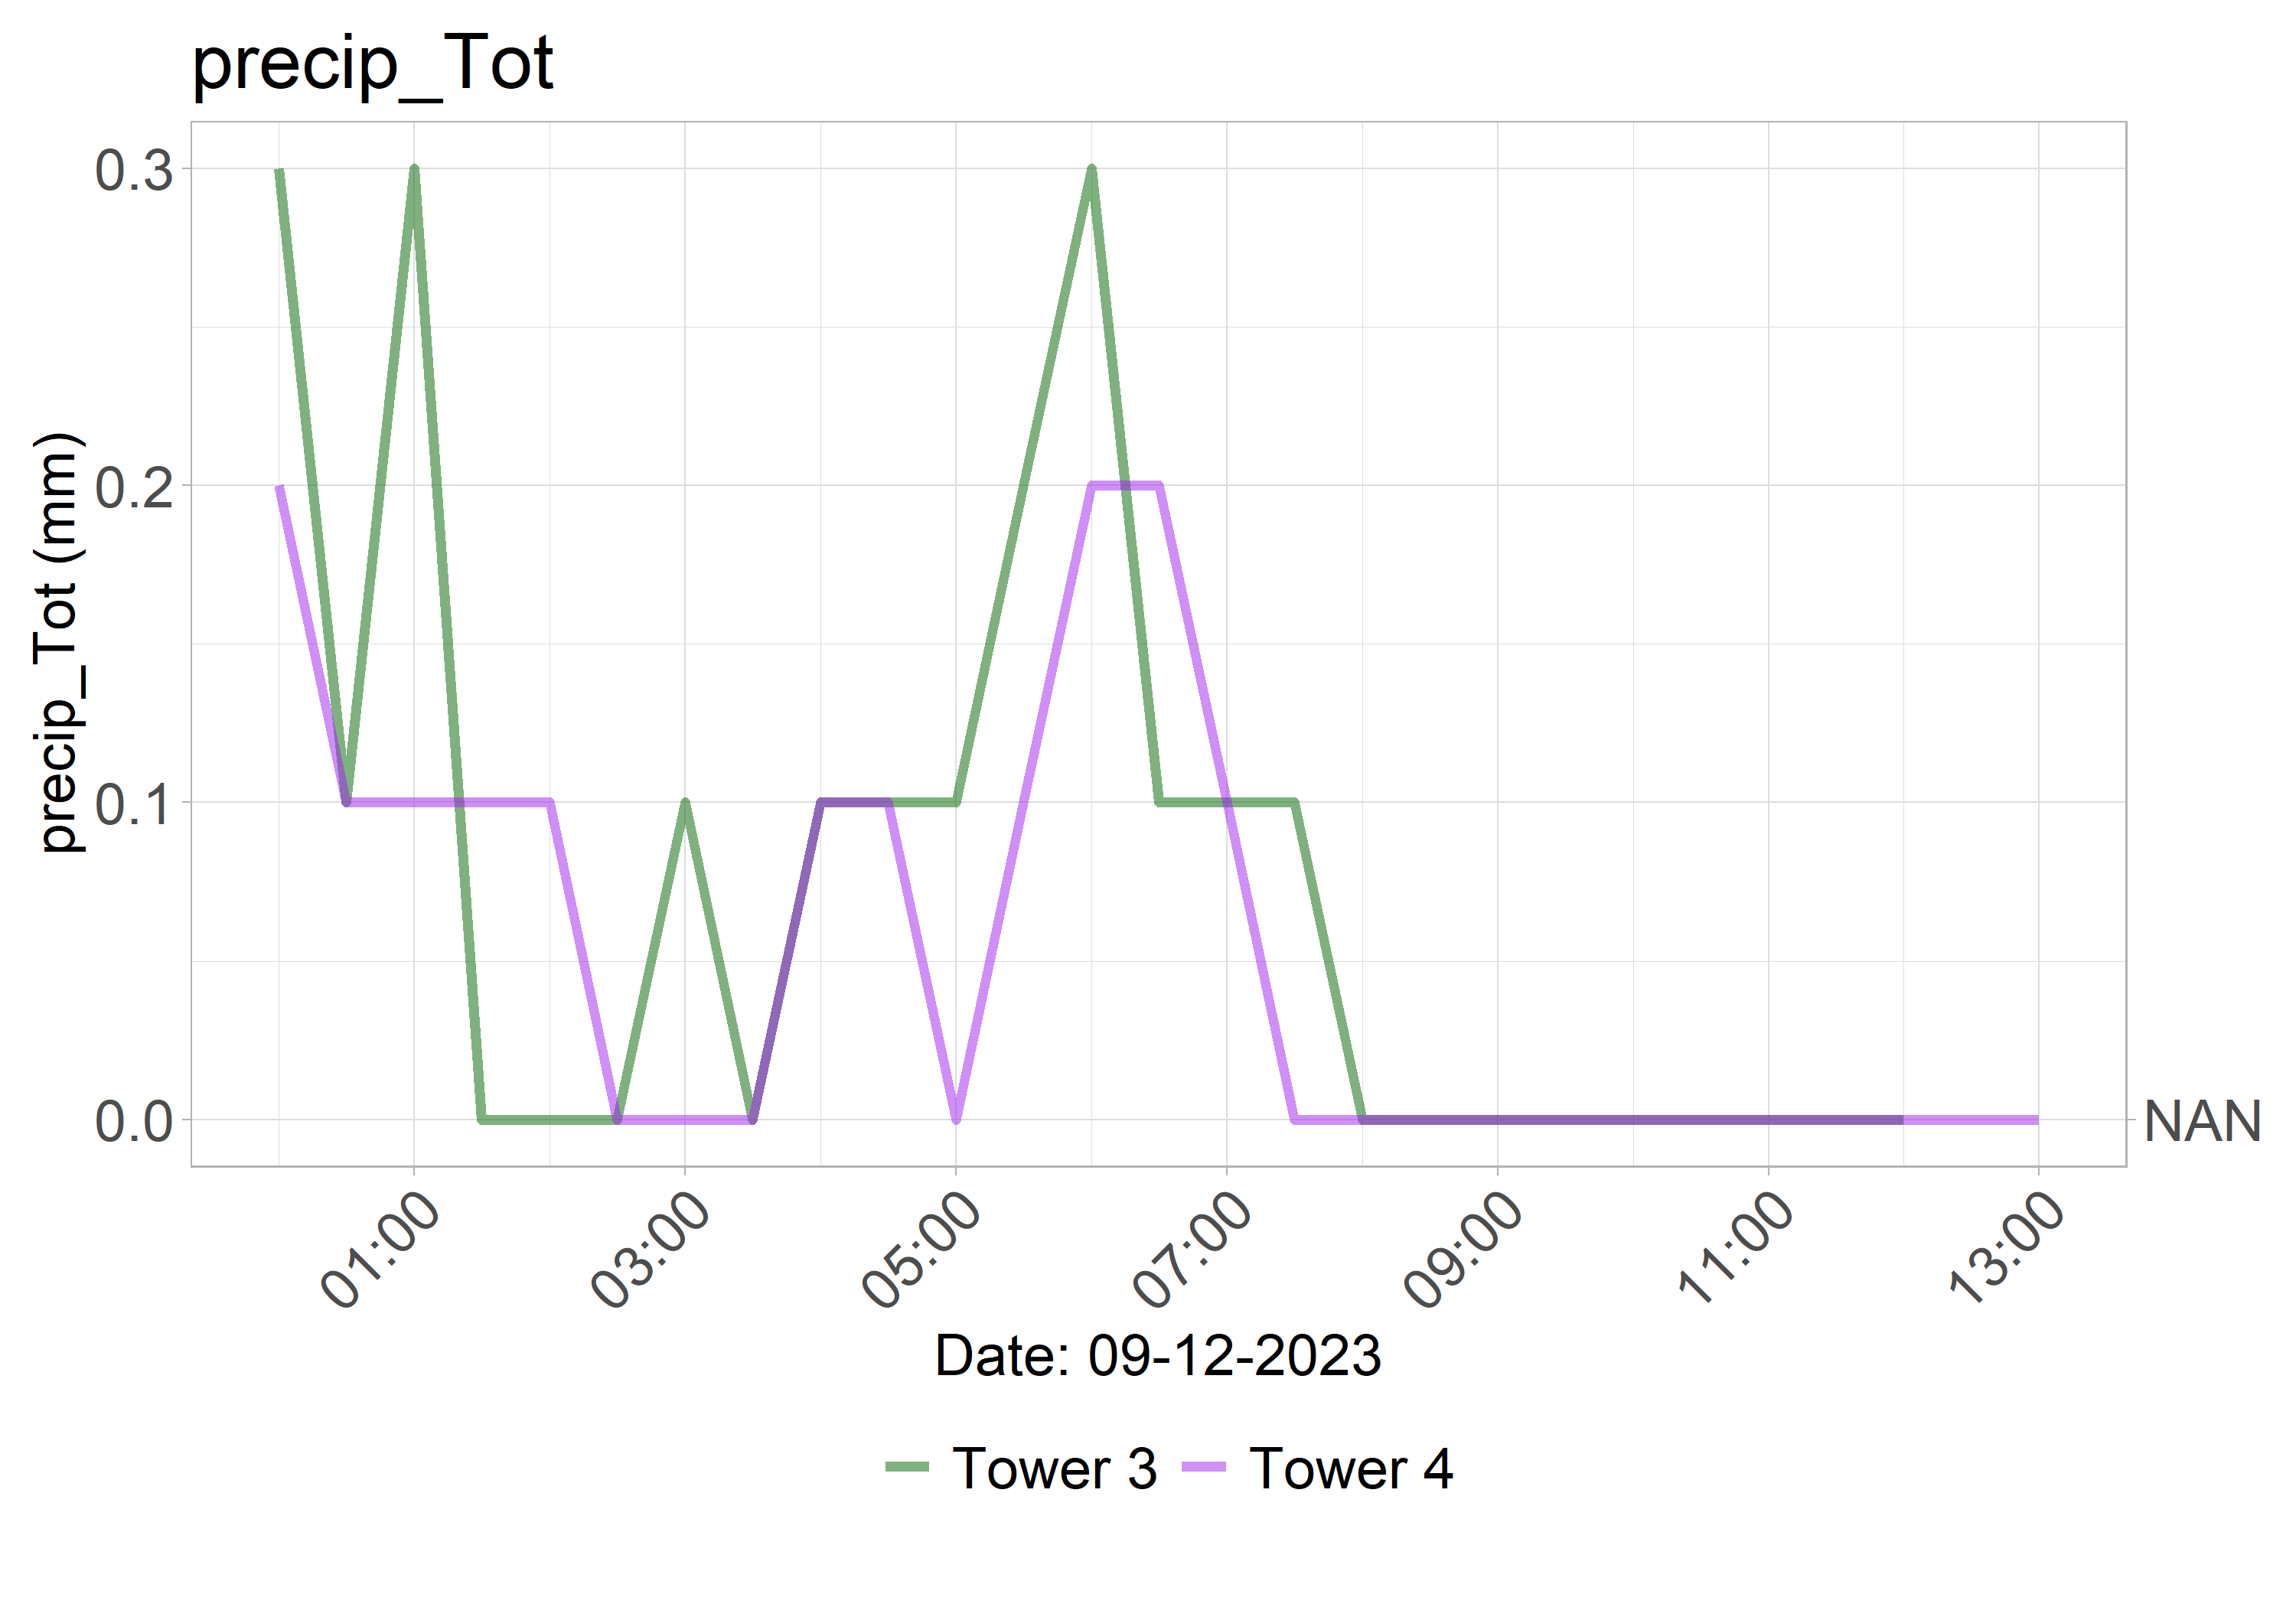 precip_Tot
precip_Tot (mm)
0.3
0.2
0.1
0.0
NAN
01:00 03:00 05:00 07:00 09:00 11:00 13:00
Date: 09-12-2023
Tower 3 Tower 4